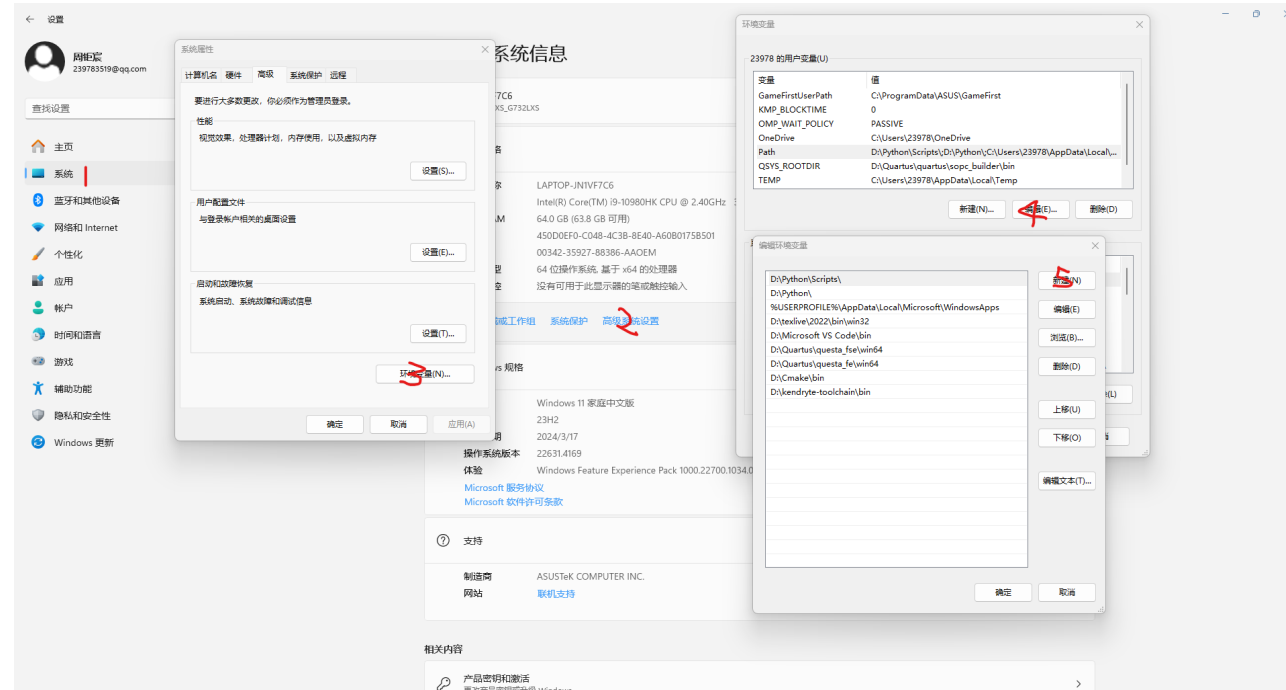 设置
周钜宸
239783519@qq.com
查找设置
主页
系统
1
蓝牙和其他设备
网络和 Internet
个性化
应用
帐户
时间和语言
游戏
辅助功能
隐私和安全性
Windows 更新
系统属性
计算机名 硬件 高级 系统保护 远程
要进行大多数更改，你必须作为管理员登录。
性能
视觉效果，处理器计划，内存使用，以及虚拟内存
设置(S)...
用户配置文件
与登录帐户相关的桌面设置
设置(E)...
启动和故障恢复
系统启动、系统故障和调试信息
设置(T)...
环境变量(N)...
3
确定 取消 应用(A)
系统信息
7C6
XS_G732LXS
LAPTOP-JN1VF7C6
Intel(R) Core(TM) i9-10980HK CPU @ 2.40GHz
64.0 GB (63.8 GB 可用)
450D0EF0-C048-4C3B-8E40-A60B0175B501
00342-35927-88386-AAOEM
64 位操作系统, 基于 x64 的处理器
没有可用于此显示器的笔或触控输入
或工作组 系统保护 高级系统设置
2
规格
Windows 11 家庭中文版
23H2
2024/3/17
操作系统版本 22631.4169
体验 Windows Feature Experience Pack 1000.22700.1034.0
Microsoft 服务协议
Microsoft 软件许可条款
支持
制造商 ASUSTeK COMPUTER INC.
网站 联机支持
相关内容
产品密钥和激活
更改产品密钥或升级 Windows
环境变量
23978 的用户变量(U)
变量 值
GameFirstUserPath C:\ProgramData\ASUS\GameFirst
KMP_BLOCKTIME 0
OMP_WAIT_POLICY PASSIVE
OneDrive C:\Users\23978\OneDrive
Path D:\Python\Scripts\;D:\Python\;C:\Users\23978\AppData\Local\...
QSYS_ROOTDIR D:\Quartus\quartus\sopc_builder\bin
TEMP C:\Users\23978\AppData\Local\Temp
新建(N)... 编辑(E)... 删除(D)
4
编辑环境变量
D:\Python\Scripts\
D:\Python\
%USERPROFILE%\AppData\Local\Microsoft\WindowsApps
D:\texlive\2022\bin\win32
D:\Microsoft VS Code\bin
D:\Quartus\questa_fse\win64
D:\Quartus\questa_fe\win64
D:\Cmake\bin
D:\kendryte-toolchain\bin
新建(N)
5
编辑(E)
浏览(B)...
删除(D)
上移(U)
下移(O)
编辑文本(T)...
确定 取消
(L)